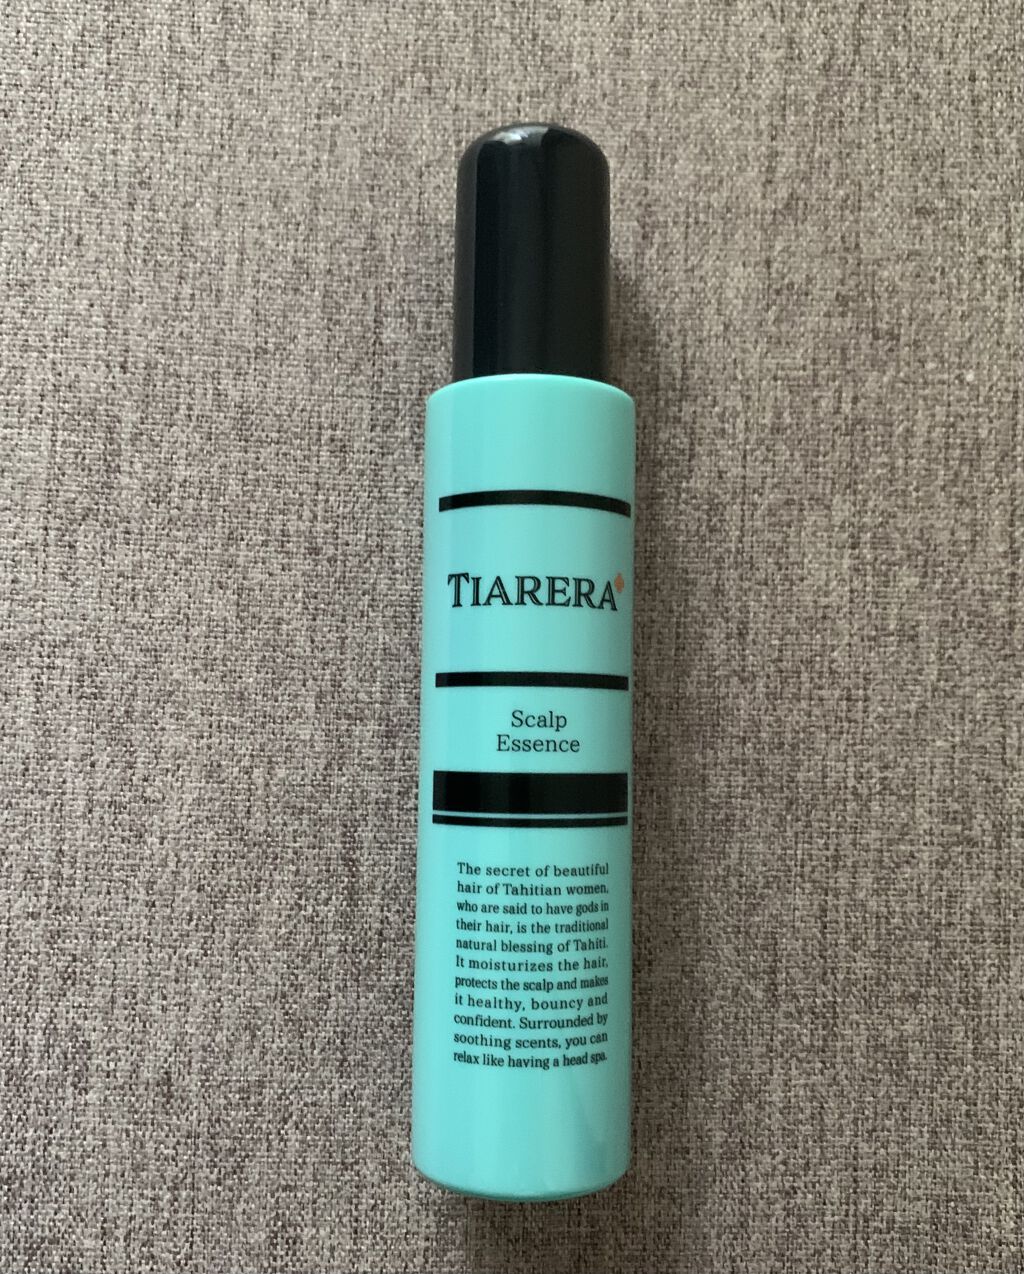 TIARERA
Scalp
Essence
The secret of beautiful
hair of Tahitian women,
who are said to have gods in
their hair, is the traditional
natural blessing of Tahiti.
It moisturizes the hair,
protects the scalp and makes
it healthy, bouncy and
confident. Surrounded by
soothing scents, you can
relax like having a head spa.